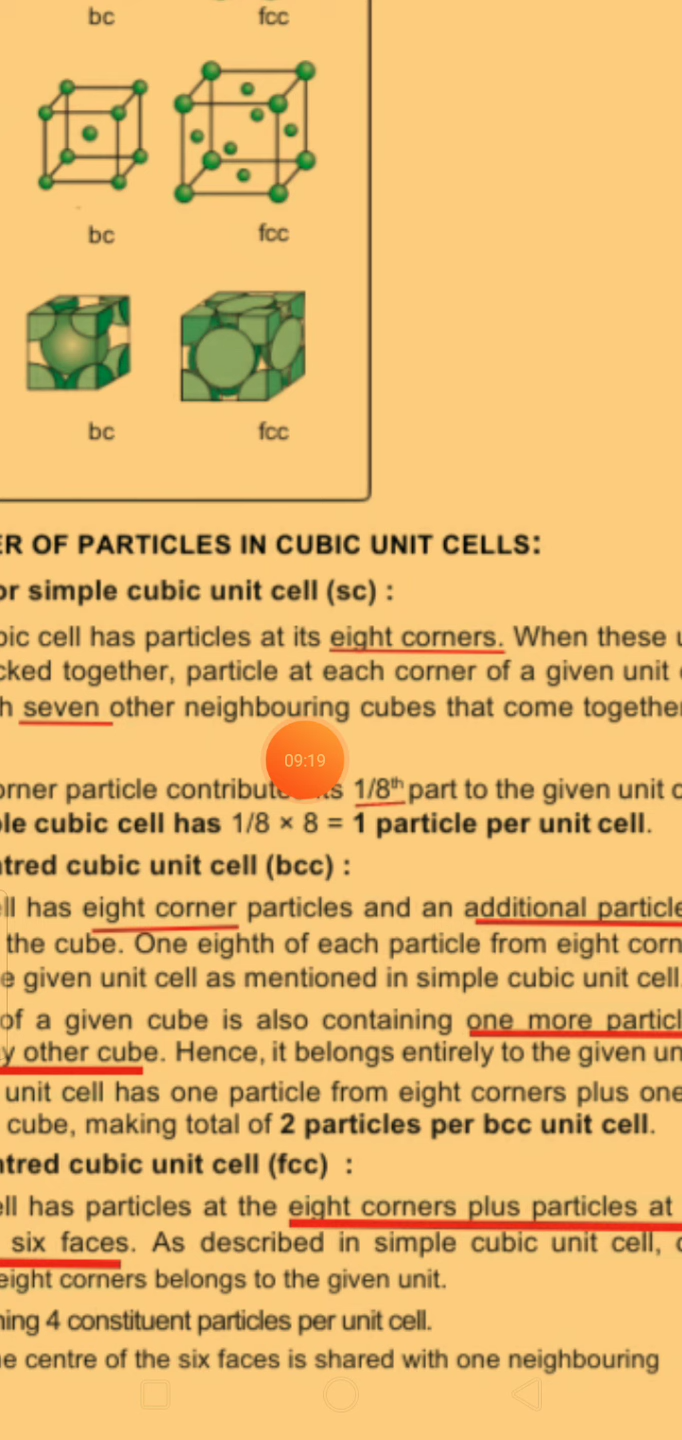 bc fcc
bc fcc
bc fcc
ER OF PARTICLES IN CUBIC UNIT CELLS:
or simple cubic unit cell (sc) :
bic cell has particles at its eight corners. When these u
cked together, particle at each corner of a given unit
h seven other neighbouring cubes that come together
09:19
orner particle contribut s 1/8th part to the given unit c
le cubic cell has 1/8 × 8 = 1 particle per unit cell.
ntred cubic unit cell (bcc) :
ell has eight corner particles and an additional particle
the cube. One eighth of each particle from eight corn
e given unit cell as mentioned in simple cubic unit cell
of a given cube is also containing one more particl
y other cube. Hence, it belongs entirely to the given un
unit cell has one particle from eight corners plus one
cube, making total of 2 particles per bcc unit cell.
ntred cubic unit cell (fcc) :
ell has particles at the eight corners plus particles at
six faces. As described in simple cubic unit cell, o
eight corners belongs to the given unit.
ning 4 constituent particles per unit cell.
e centre of the six faces is shared with one neighbouring